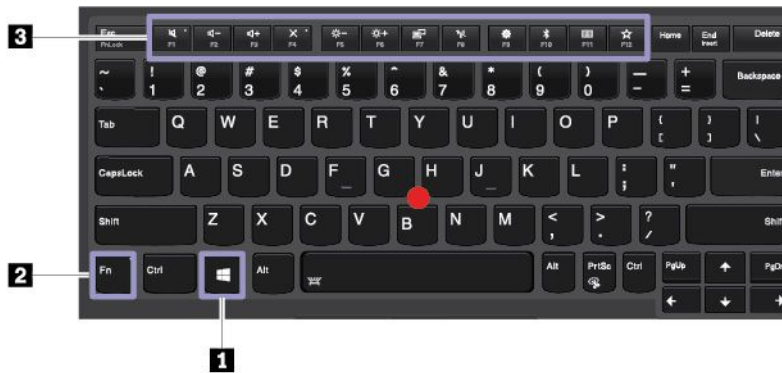 3
Esc Home End Delete
FnLock F1 F2 F3 F4 F5 F6 F7 F8 F9 F10 F11 F12 Insert
~ ! @ # $ % ^ & * ( ) — + Backspace
` 1 2 3 4 5 6 7 8 9 0 - =
Tab Q W E R T Y U I O P { } |
[ ] \
CapsLock A S D F G H J K L : " Enter
; '
Shift Z X C V B N M < > ? Shift
, . /
2
Fn Ctrl Alt Alt PrtSc Ctrl PgUp
1